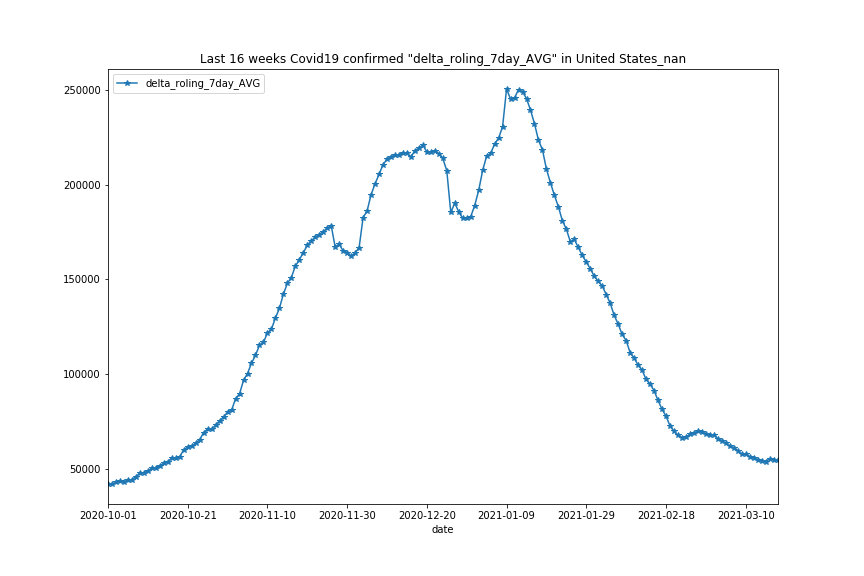 Last 16 weeks Covid19 confirmed "delta_roling_7day_AVG" in United States_nan
delta_roling_7day_AVG
250000
200000
150000
100000
50000
2020-10-01 2020-10-21 2020-11-10 2020-11-30 2020-12-20 2021-01-09 2021-01-29 2021-02-18 2021-03-10
date